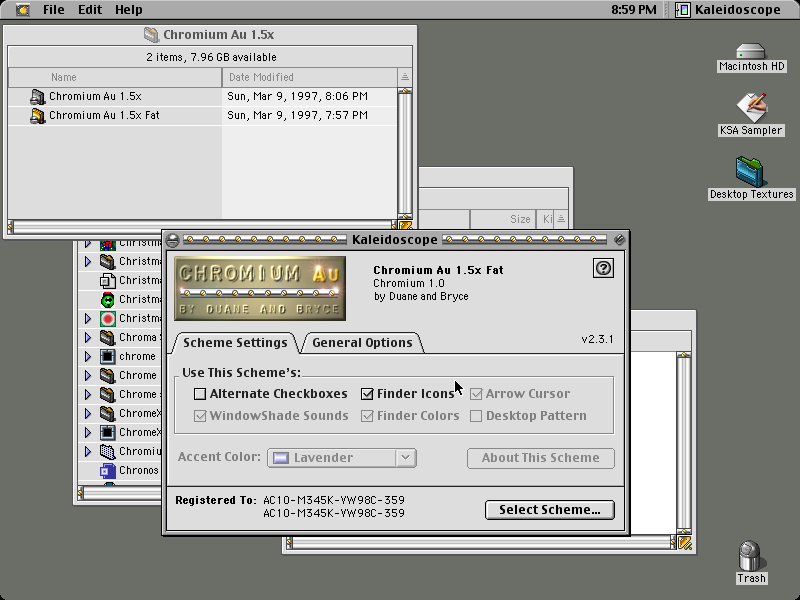 File Edit Help 8:59 PM Kaleidoscope
Chromium Au 1.5x
2 items, 7.96 GB available
Name Date Modified
Chromium Au 1.5x Sun, Mar 9, 1997, 8:06 PM
Chromium Au 1.5x Fat Sun, Mar 9, 1997, 7:57 PM
Macintosh HD
KSA Sampler
Desktop Textures
Size Ki
Kaleidoscope
Christma
Christma
Christma
Christma
Christma
Chroma S
chrome
Chrome
Chrome
ChromeX
ChromeX
Chromiu
Chronos
CHROMIUM Au
BY DUANE AND BRYCE
Chromium Au 1.5x Fat
Chromium 1.0
by Duane and Bryce
v2.3.1
Scheme Settings General Options
Use This Scheme's:
Alternate Checkboxes Finder Icons Arrow Cursor
WindowShade Sounds Finder Colors Desktop Pattern
Accent Color: Lavender About This Scheme
Registered To: AC10-M345K-VW98C-359
AC10-M345K-VW98C-359
Select Scheme...
Trash